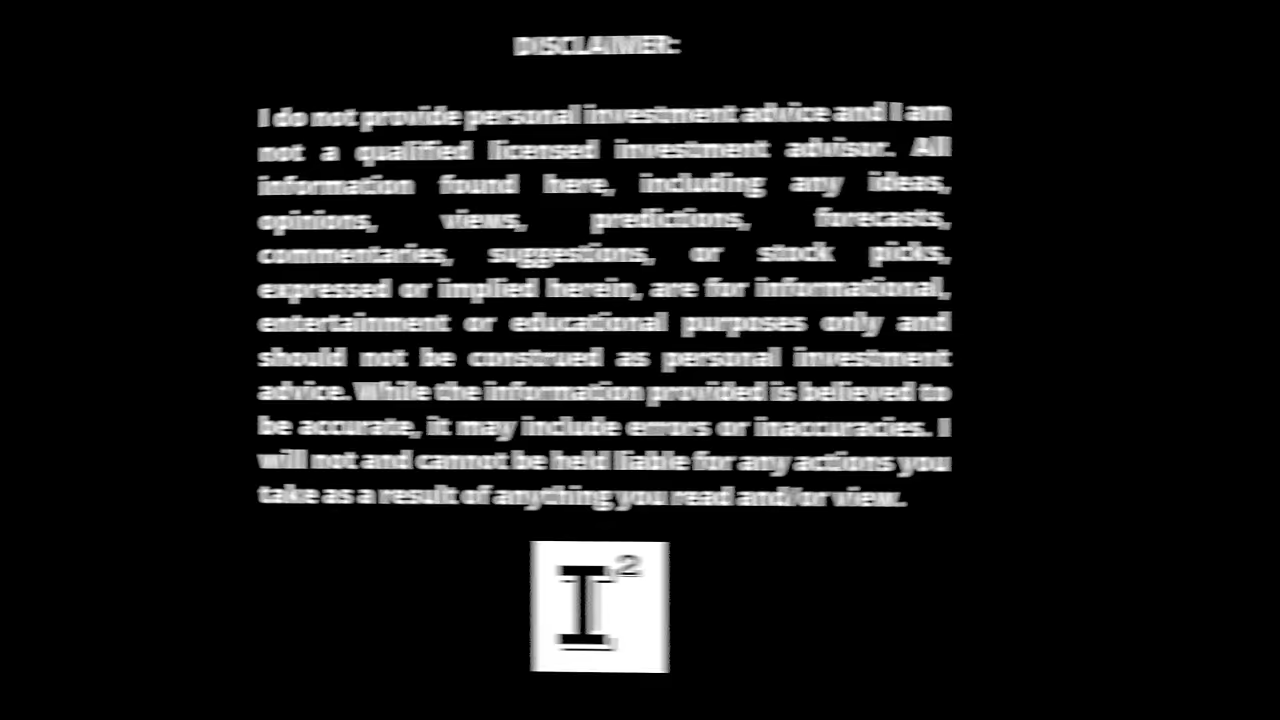 DISCLAIMER:
I do not provide personal investment advice and I am
not a qualified licensed investment advisor. All
information found here, including any ideas,
opinions, views, predictions, forecasts,
commentaries, suggestions, or stock picks,
expressed or implied herein, are for informational,
entertainment or educational purposes only and
should not be construed as personal investment
advice. While the information provided is believed to
be accurate, it may include errors or inaccuracies. I
will not and cannot be held liable for any actions you
take as a result of anything you read and/or view.
I²